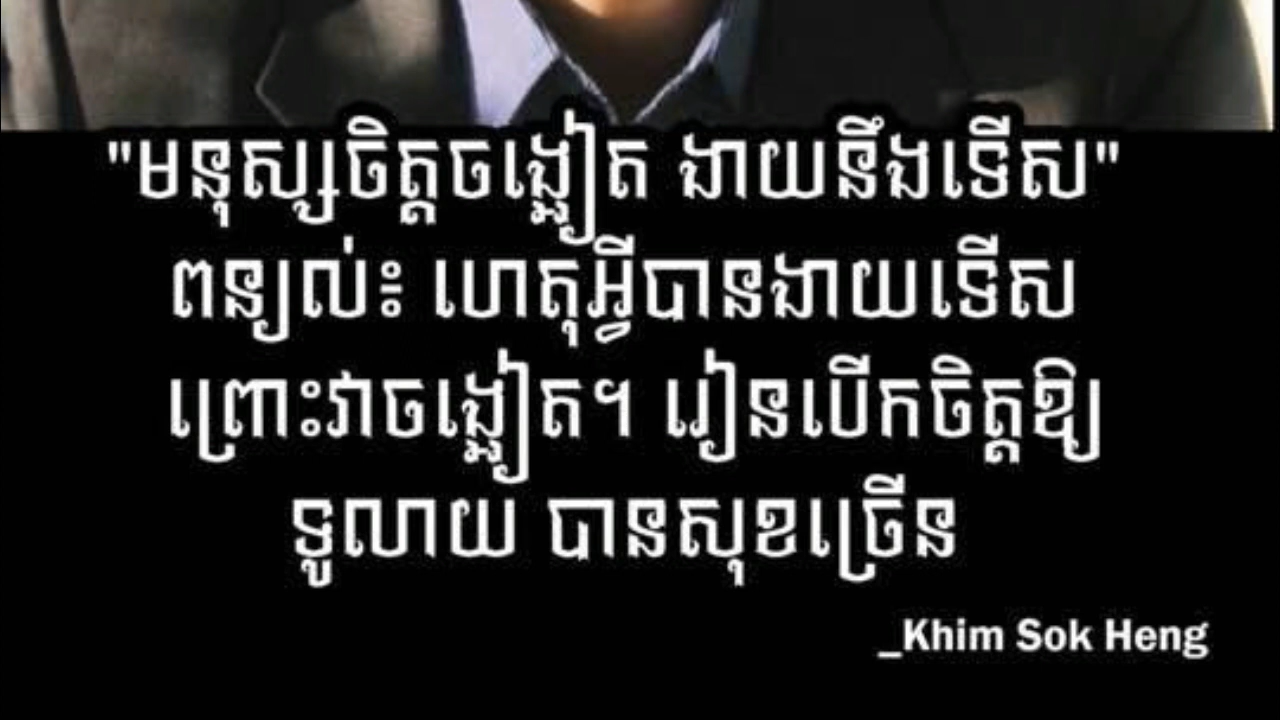 "មនុស្សចិត្តចង្អៀត ងាយនឹងទើស"
ពន្យល់៖ ហេតុអ្វីបានងាយទើស
ព្រោះវាចង្អៀត។ រៀនបើកចិត្តឱ្យ
ទូលាយ បានសុខច្រើន
_Khim Sok Heng